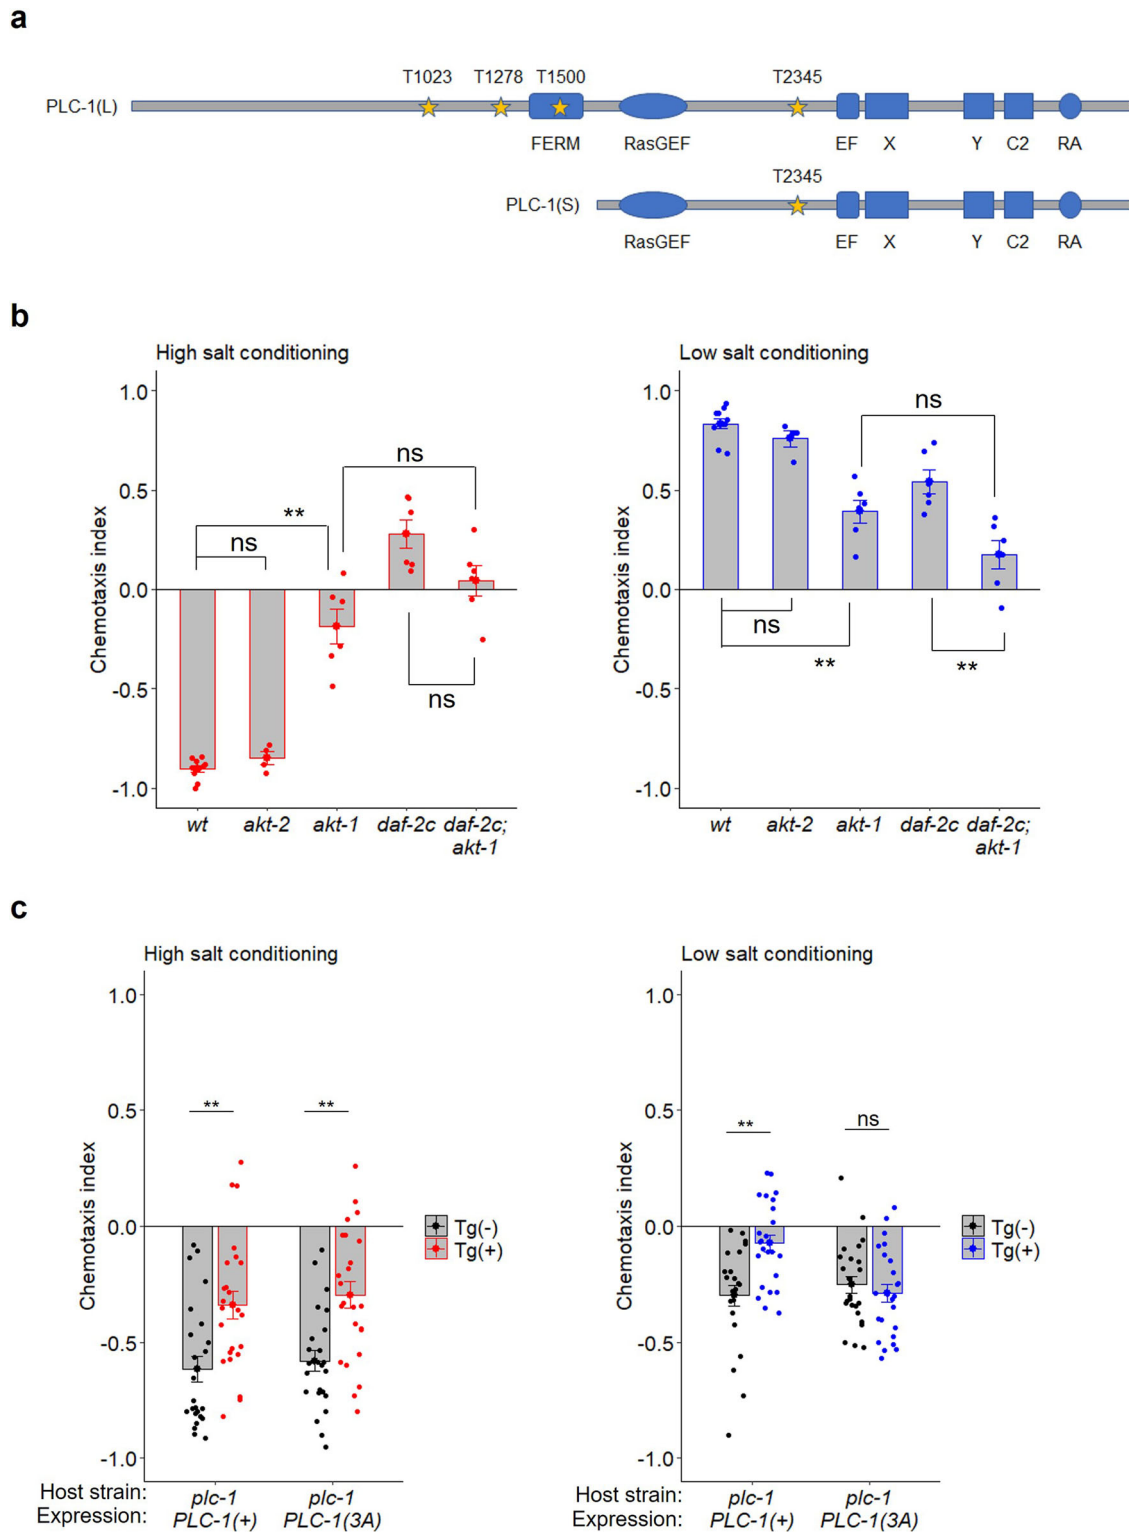 a
T1023 T1278 T1500 T2345
PLC-1(L)
FERM RasGEF EF X Y C2 RA
T2345
PLC-1(S)
RasGEF EF X Y C2 RA
b
High salt conditioning
Chemotaxis index
1.0
0.5
0.0
-0.5
-1.0
ns
**
ns
ns
wt akt-2 akt-1 daf-2c daf-2c;
akt-1
Low salt conditioning
Chemotaxis index
1.0
0.5
0.0
-0.5
-1.0
ns
ns
**
**
wt akt-2 akt-1 daf-2c daf-2c;
akt-1
c
High salt conditioning
Chemotaxis index
1.0
0.5
0.0
-0.5
-1.0
** **
Tg(-)
Tg(+)
Host strain: plc-1 plc-1
Expression: PLC-1(+) PLC-1(3A)
Low salt conditioning
Chemotaxis index
1.0
0.5
0.0
-0.5
-1.0
** ns
Tg(-)
Tg(+)
Host strain: plc-1 plc-1
Expression: PLC-1(+) PLC-1(3A)